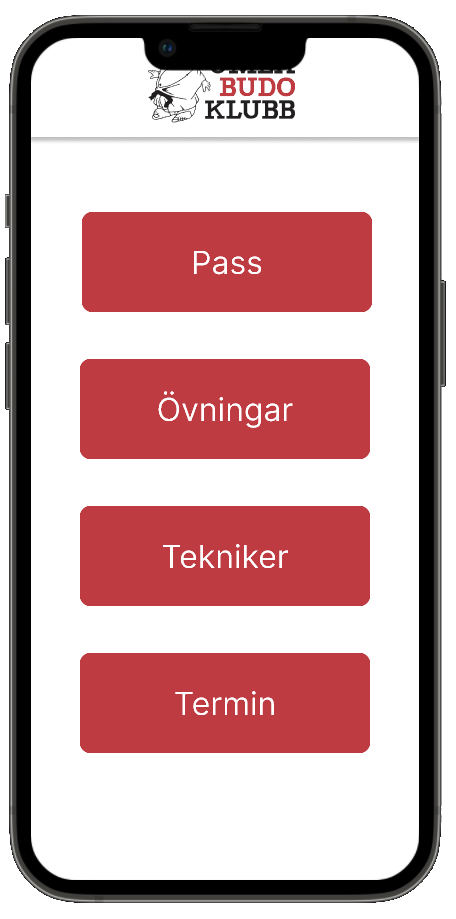 BUDO
KLUBB
Pass
Övningar
Tekniker
Termin